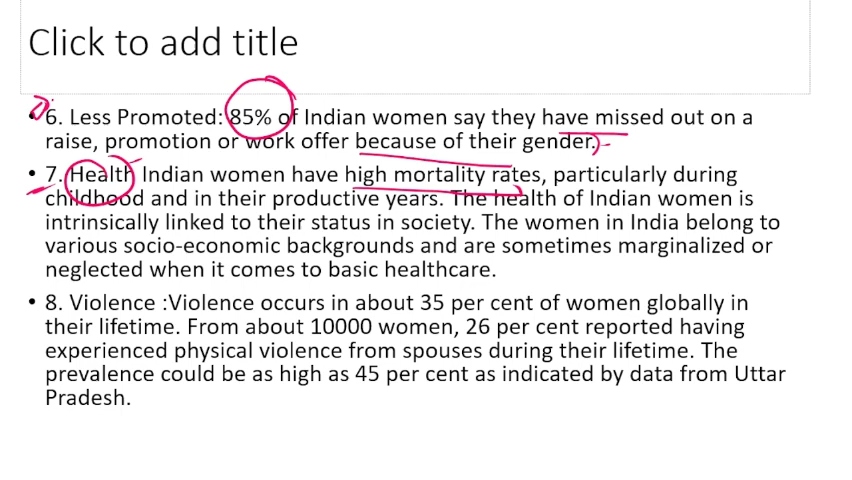 Click to add title
• 6. Less Promoted: 85% of Indian women say they have missed out on a
raise, promotion or work offer because of their gender.
• 7. Health Indian women have high mortality rates, particularly during
childhood and in their productive years. The health of Indian women is
intrinsically linked to their status in society. The women in India belong to
various socio-economic backgrounds and are sometimes marginalized or
neglected when it comes to basic healthcare.
• 8. Violence :Violence occurs in about 35 per cent of women globally in
their lifetime. From about 10000 women, 26 per cent reported having
experienced physical violence from spouses during their lifetime. The
prevalence could be as high as 45 per cent as indicated by data from Uttar
Pradesh.